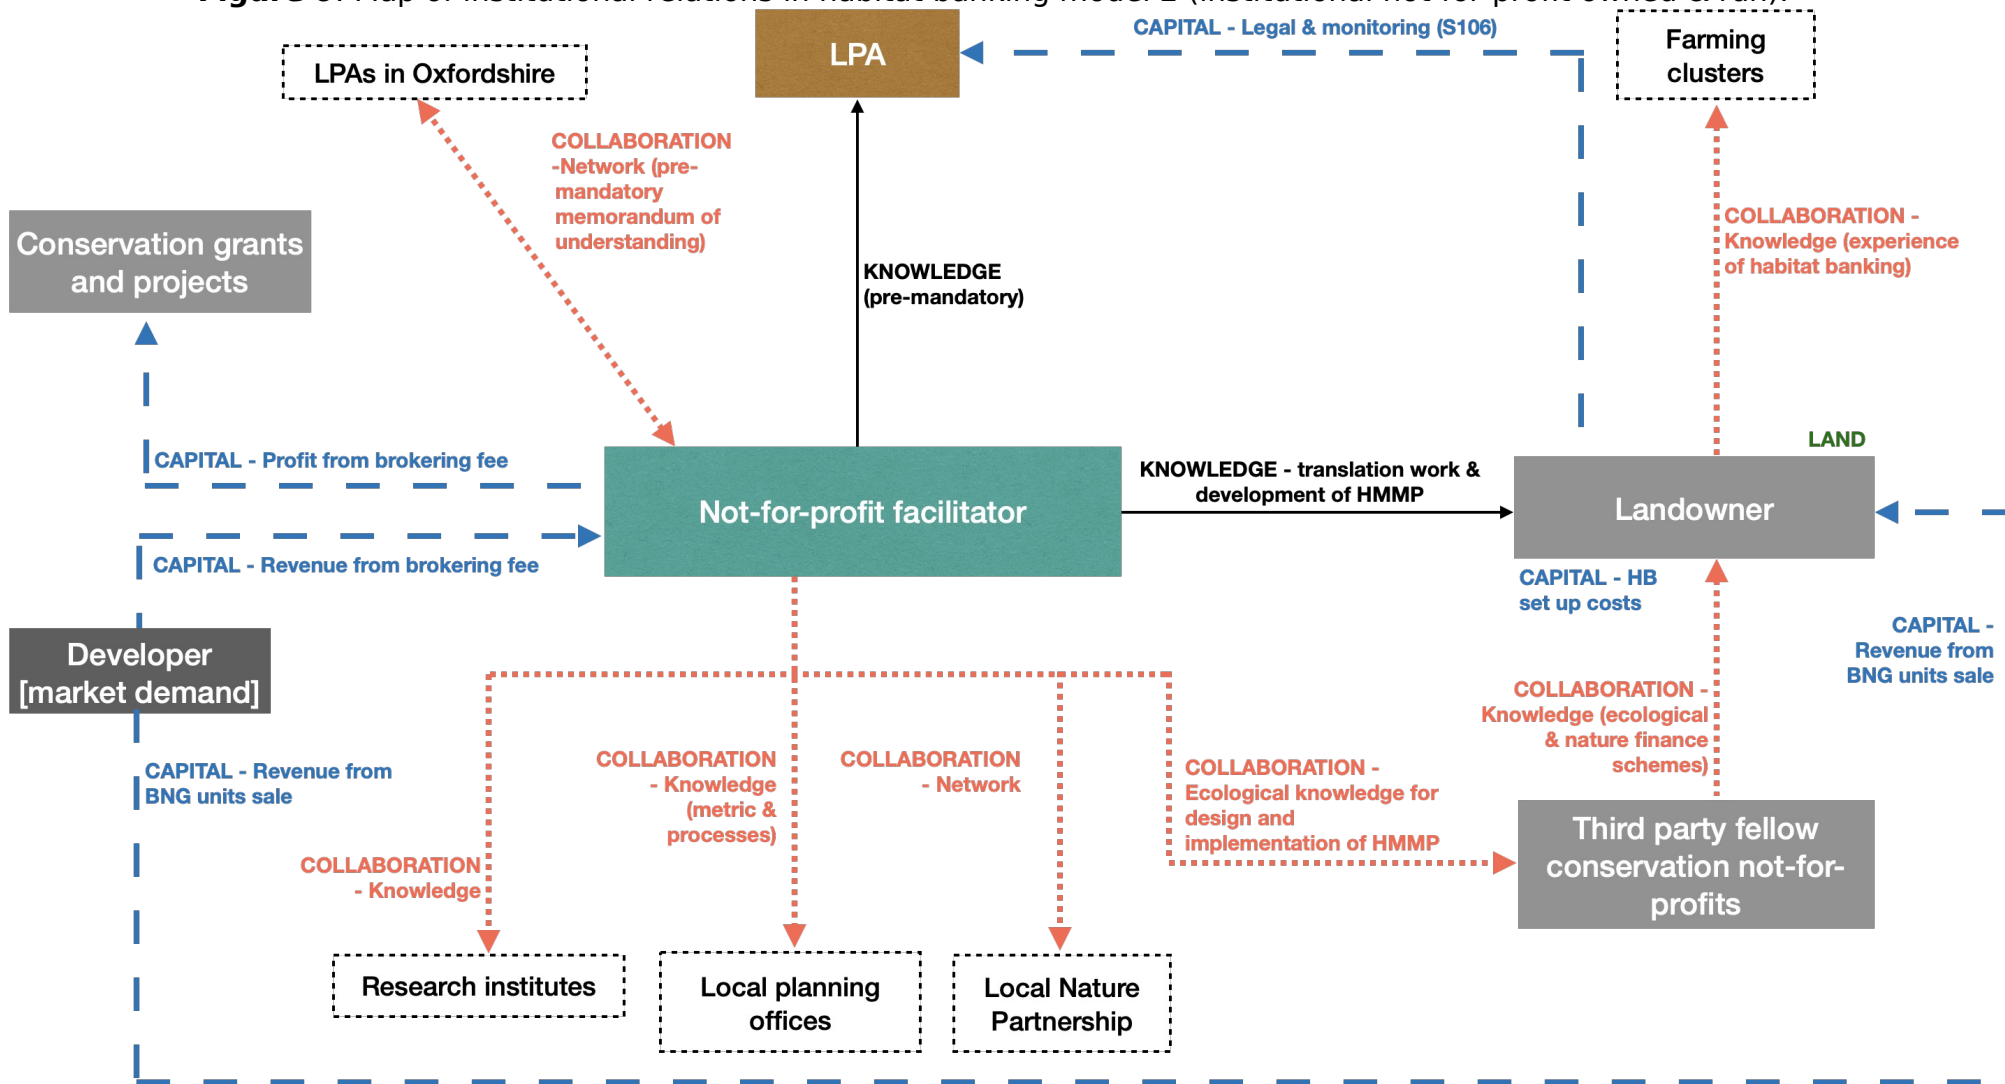 CAPITAL - Legal & monitoring (S106)
LPA
Farming
clusters
LPAs in Oxfordshire
COLLABORATION
-Network (pre-
mandatory
memorandum of
understanding)
Conservation grants
and projects
COLLABORATION -
Knowledge (experience
of habitat banking)
KNOWLEDGE
(pre-mandatory)
LAND
CAPITAL - Profit from brokering fee
KNOWLEDGE - translation work &
development of HMMP
Not-for-profit facilitator
Landowner
CAPITAL - Revenue from brokering fee
CAPITAL - HB
set up costs
CAPITAL -
Revenue from
BNG units sale
Developer
[market demand]
COLLABORATION -
Knowledge (ecological
& nature finance
schemes)
CAPITAL - Revenue from
BNG units sale
COLLABORATION
- Knowledge
(metric &
processes)
COLLABORATION
- Network
COLLABORATION -
Ecological knowledge for
design and
implementation of HMMP
COLLABORATION
- Knowledge
Third party fellow
conservation not-for-
profits
Research institutes
Local planning
offices
Local Nature
Partnership